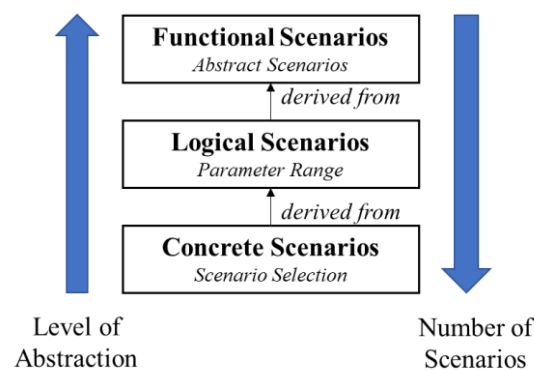 Functional Scenarios
Abstract Scenarios
derived from
Logical Scenarios
Parameter Range
derived from
Concrete Scenarios
Scenario Selection
Level of
Abstraction
Number of
Scenarios